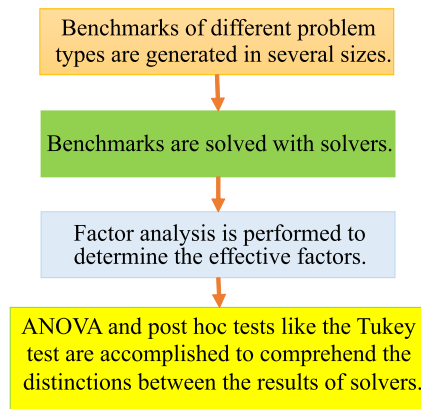 Benchmarks of different problem
types are generated in several sizes.
Benchmarks are solved with solvers.
Factor analysis is performed to
determine the effective factors.
ANOVA and post hoc tests like the Tukey
test are accomplished to comprehend the
distinctions between the results of solvers.